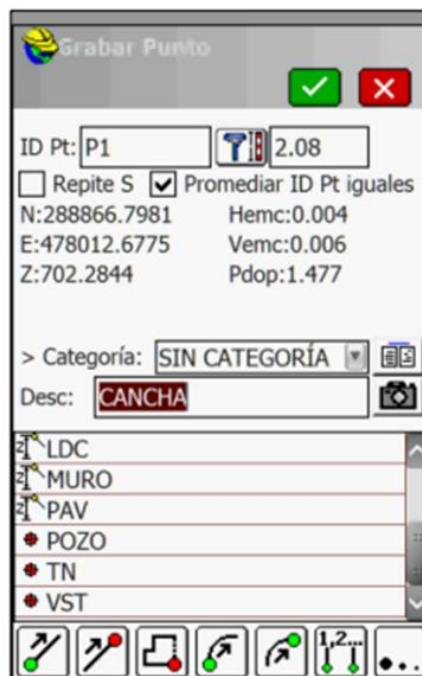 Grabar Punto
ID Pt: P1 2.08
Repite S Promediar ID Pt iguales
N:288866.7981 Hemc:0.004
E:478012.6775 Vemc:0.006
Z:702.2844 Pdop:1.477
> Categoría: SIN CATEGORÍA
Desc: CANCHA
LDC
MURO
PAV
POZO
TN
VST
1,2...